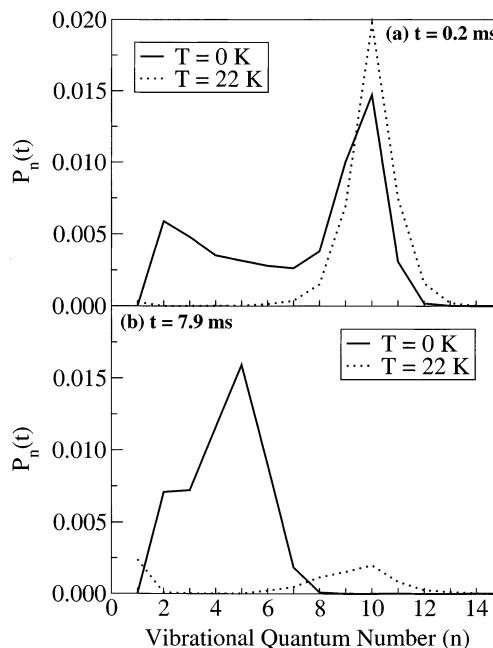 0.020
(a) t = 0.2 ms
T = 0 K
T = 22 K
0.015
P_n(t)
0.010
0.005
0.000
(b) t = 7.9 ms
T = 0 K
T = 22 K
0.015
P_n(t)
0.010
0.005
0.000
0 2 4 6 8 10 12 14
Vibrational Quantum Number (n)